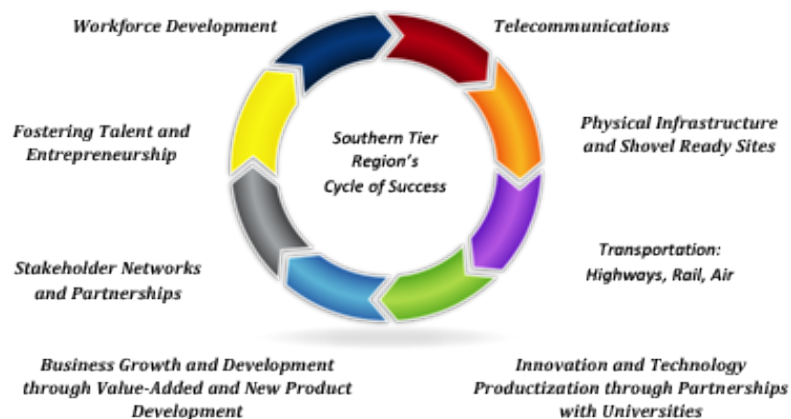 Workforce Development
Telecommunications
Fostering Talent and
Entrepreneurship
Southern Tier
Region's
Cycle of Success
Physical Infrastructure
and Shovel Ready Sites
Stakeholder Networks
and Partnerships
Transportation:
Highways, Rail, Air
Business Growth and Development
through Value-Added and New Product
Development
Innovation and Technology
Productization through Partnerships
with Universities